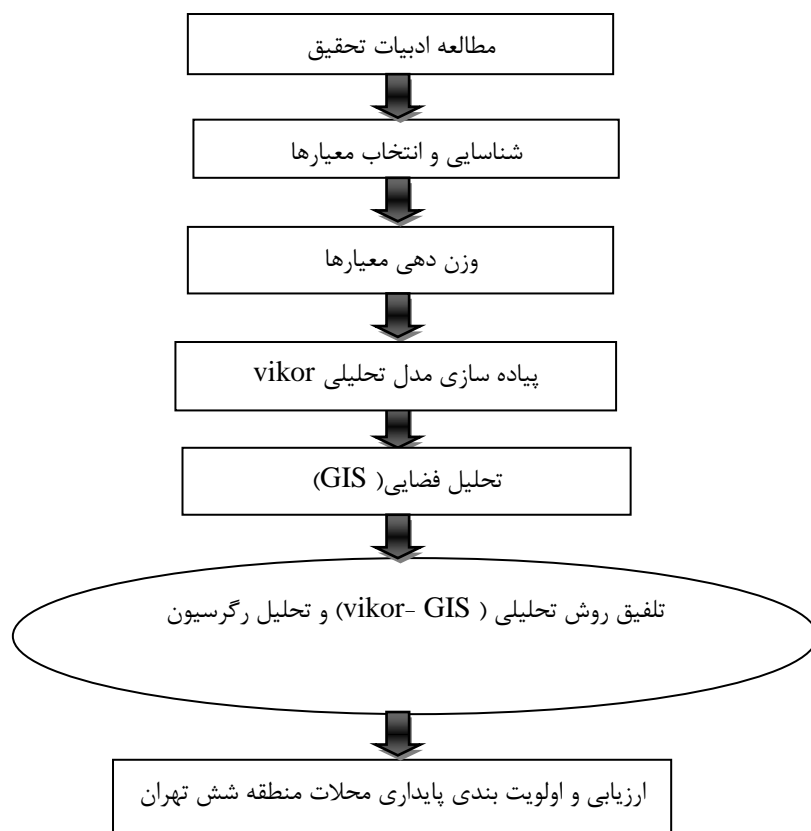 مطالعه ادبیات تحقیق
شناسایی و انتخاب معیارها
وزن دهی معیارها
پیاده سازی مدل تحلیلی vikor
تحلیل فضایی( GIS)
تلفیق روش تحلیلی ( vikor- GIS) و تحلیل رگرسیون
ارزیابی و اولویت بندی پایداری محلات منطقه شش تهران